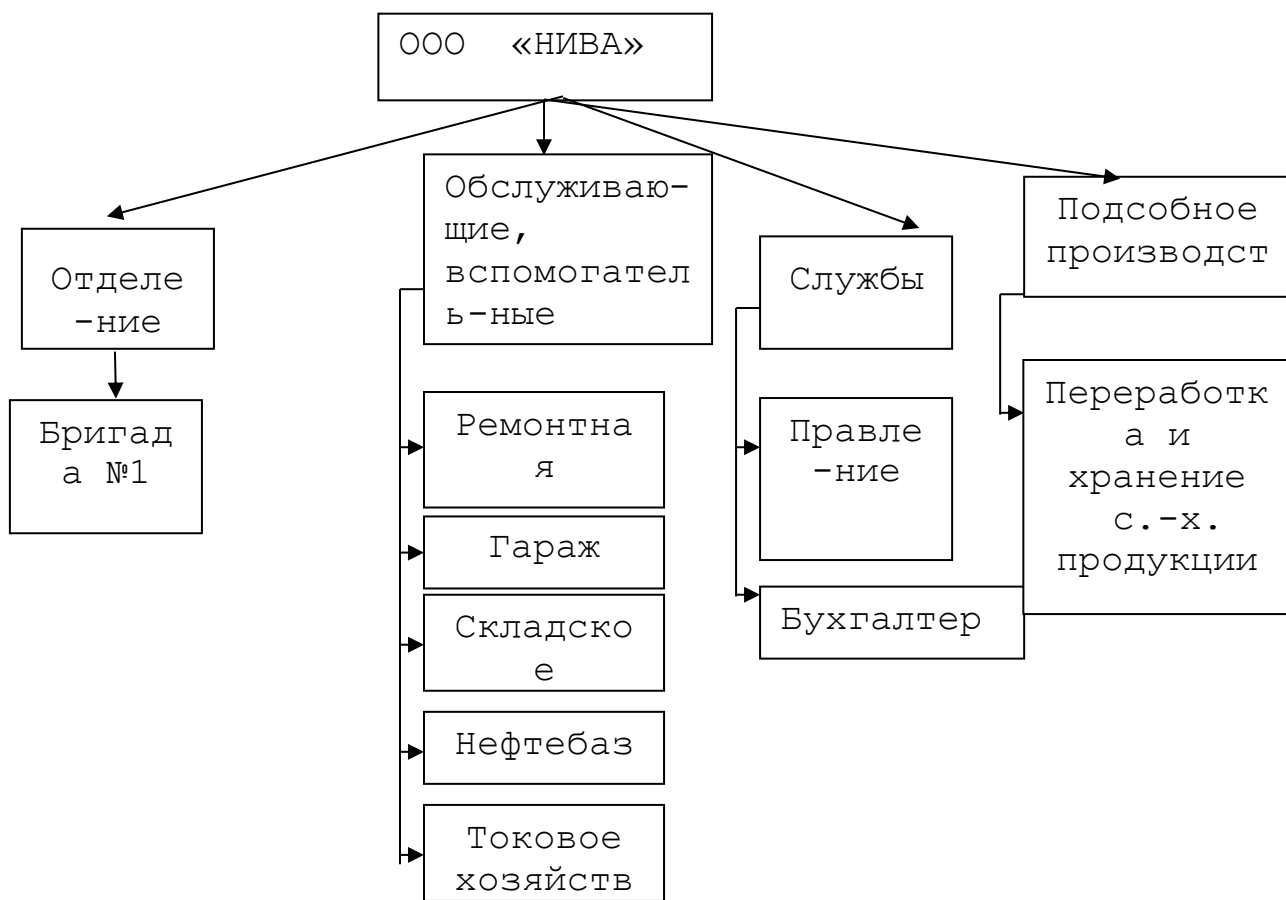 ООО «НИВА»
Обслуживаю-
щие,
вспомогател
ь-ные
Подсобное
производст
Отделе
-ние
Службы
Бригад
а №1
Ремонтна
я
Правле
-ние
Переработк
а и
хранение
с.-х.
продукции
Гараж
Складско
е
Бухгалтер
Нефтебаз
Токовое
хозяйств